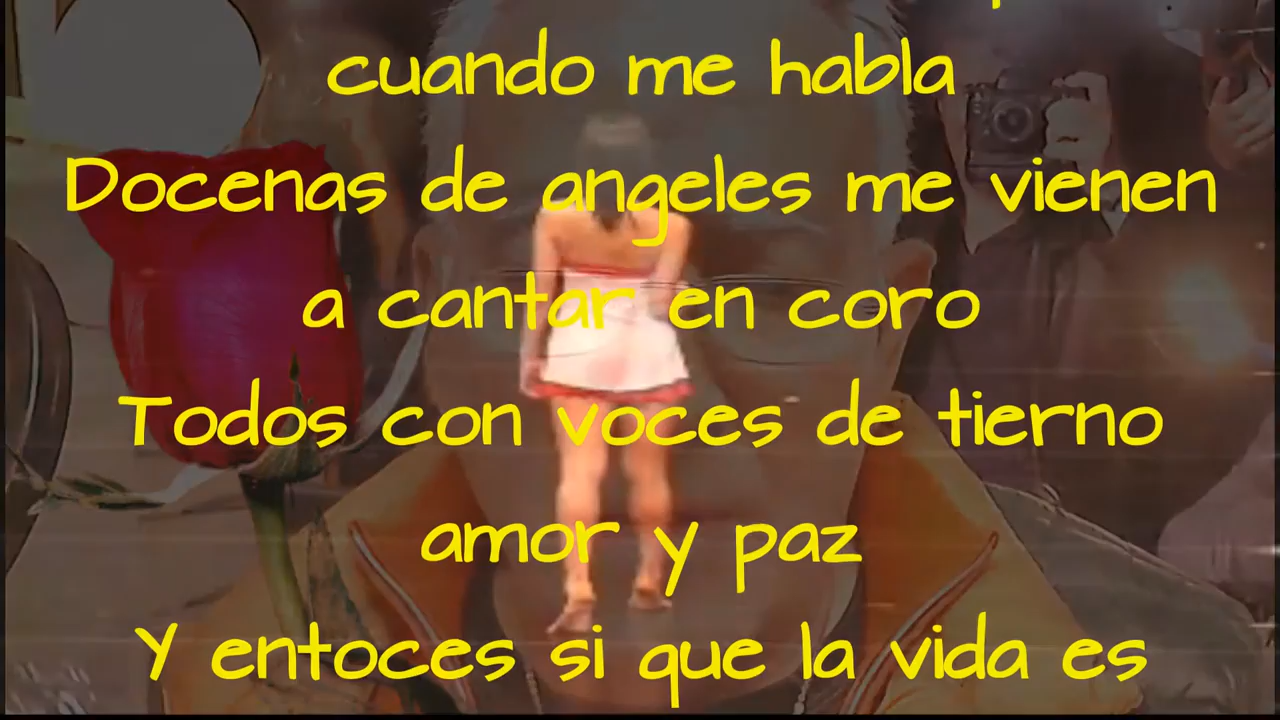 cuando me habla
Docenas de angeles me vienen
a cantar en coro
Todos con voces de tierno
amor y paz
Y entoces si que la vida es